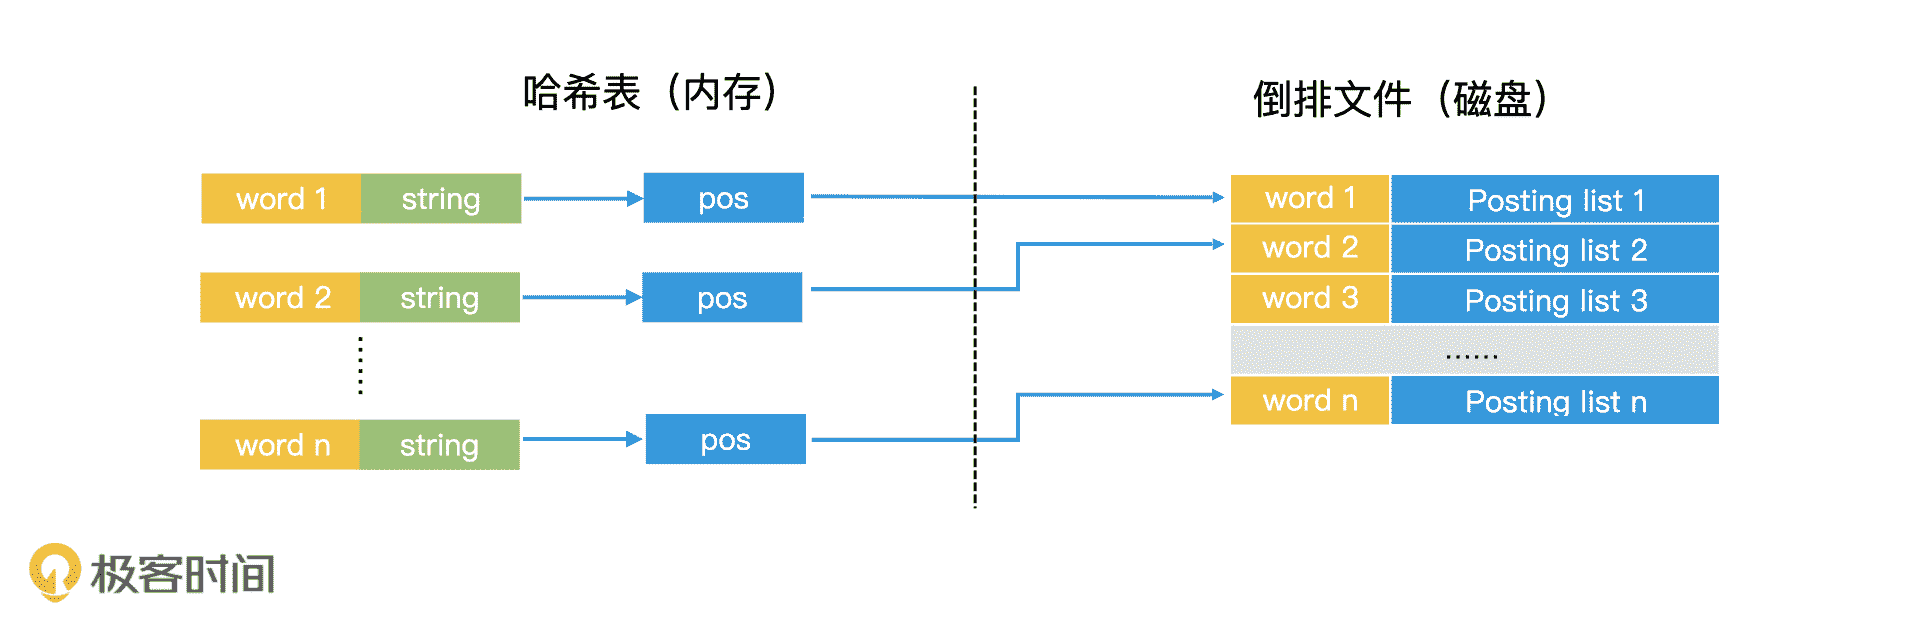 哈希表（内存）
倒排文件（磁盘）
word 1 string pos
word 2 string pos
word n string pos
word 1 Posting list 1
word 2 Posting list 2
word 3 Posting list 3
......
word n Posting list n
极客时间